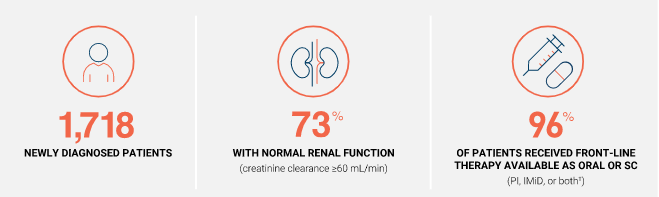 1,718
NEWLY DIAGNOSED PATIENTS
73%
WITH NORMAL RENAL FUNCTION
(creatinine clearance ≥60 mL/min)
96%
OF PATIENTS RECEIVED FRONT-LINE
THERAPY AVAILABLE AS ORAL OR SC
(PI, IMiD, or both‡)